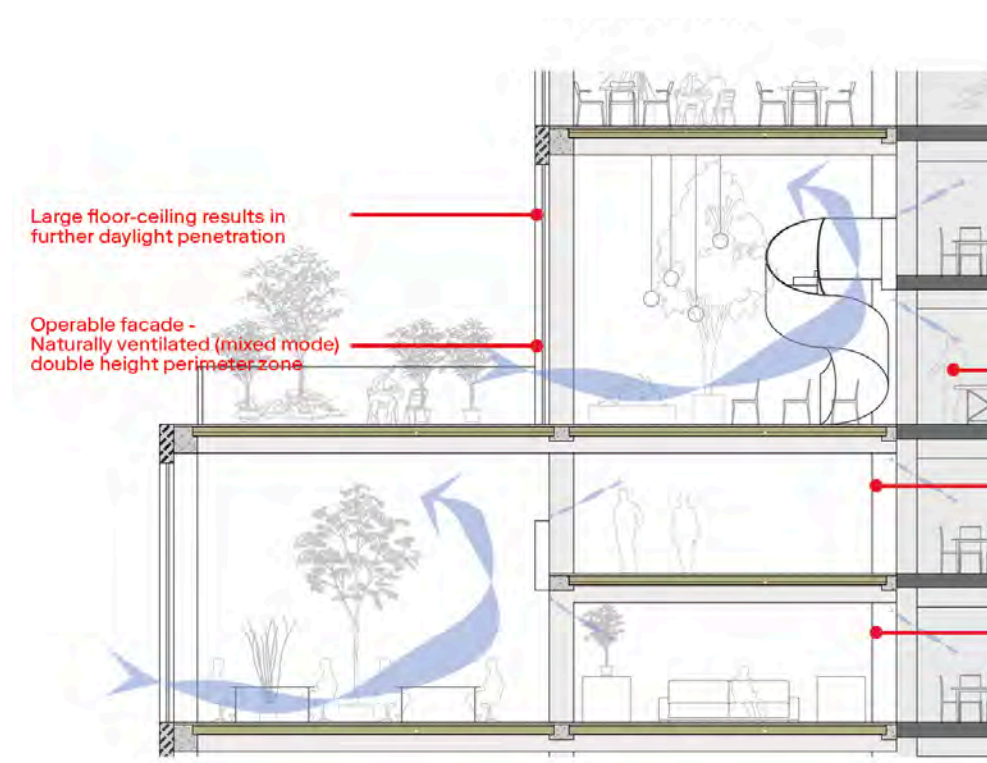 Large floor-ceiling results in
further daylight penetration
Operable facade -
Naturally ventilated (mixed mode)
double height perimeter zone